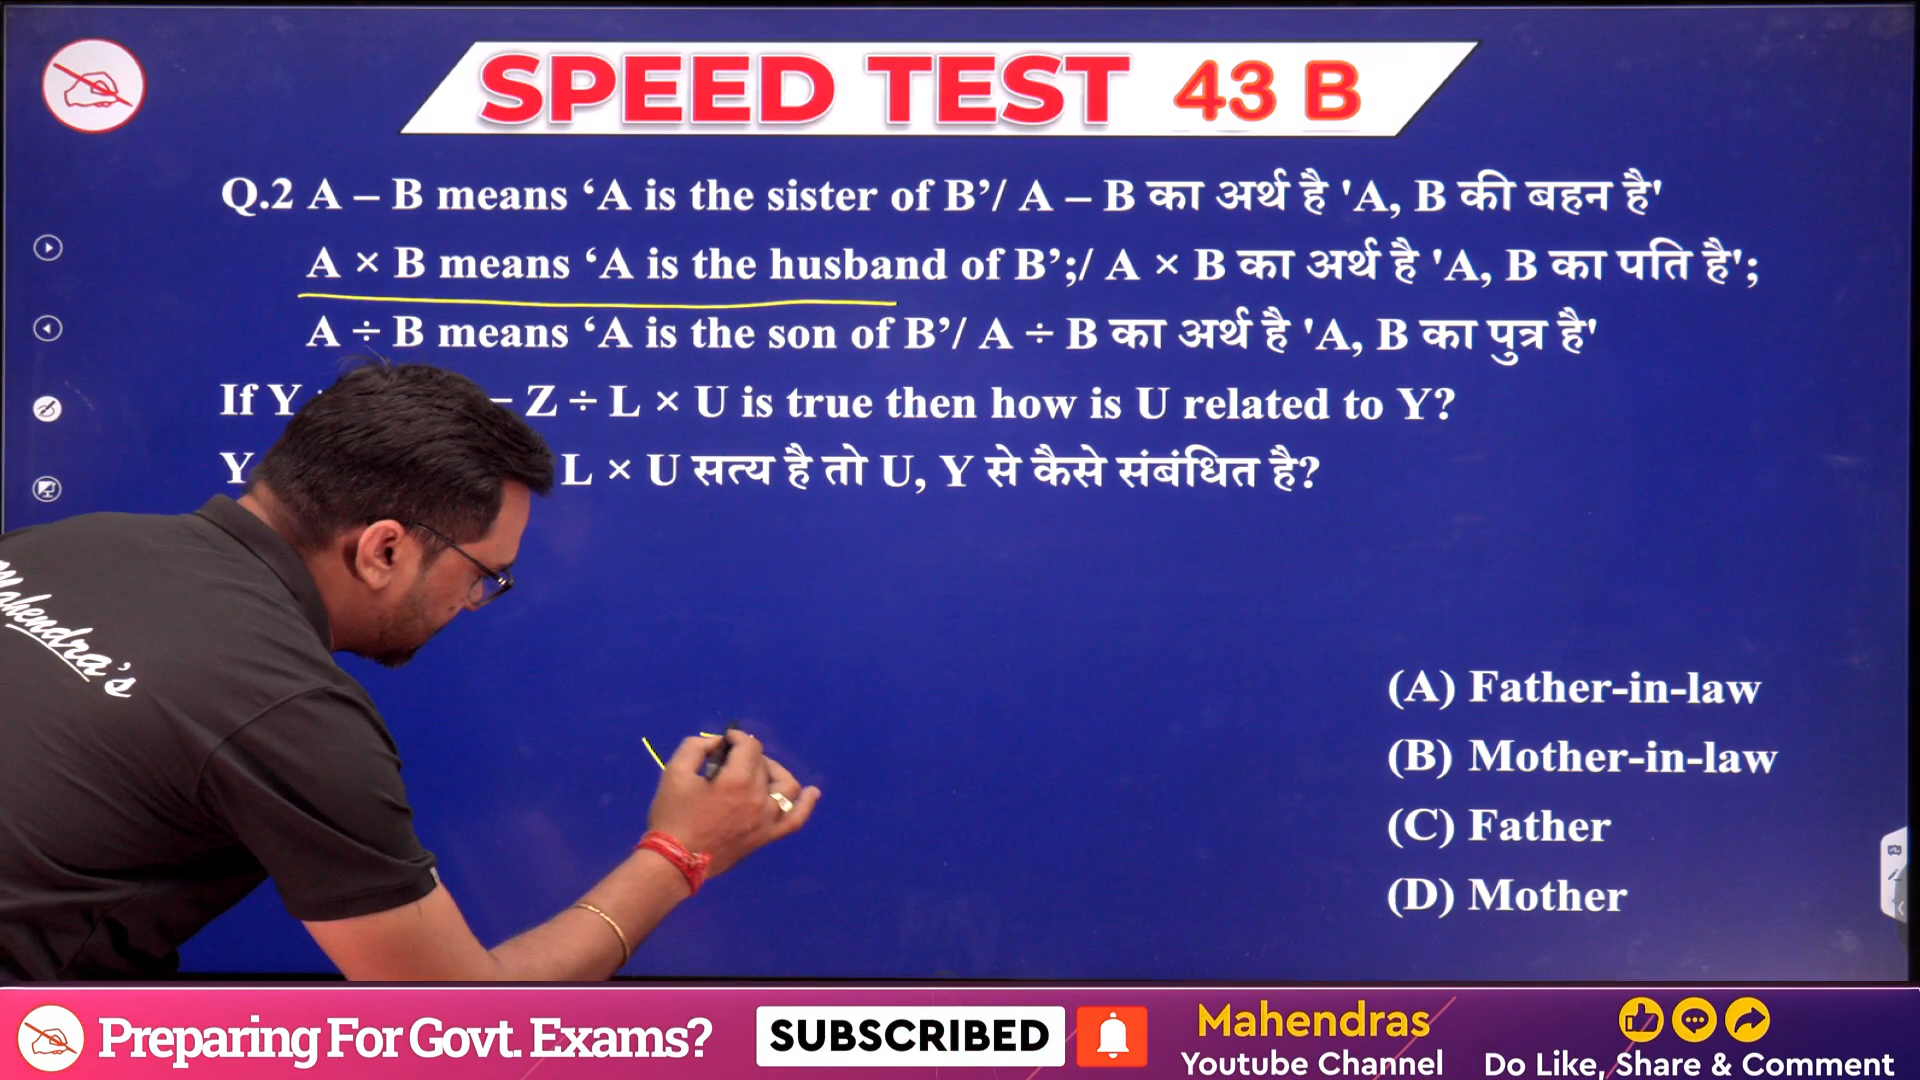 SPEED TEST 43 B
Q.2 A – B means ‘A is the sister of B’/ A – B का अर्थ है 'A, B की बहन है'
A × B means ‘A is the husband of B’;/ A × B का अर्थ है 'A, B का पति है';
A ÷ B means ‘A is the son of B’/ A ÷ B का अर्थ है 'A, B का पुत्र है'
If Y – Z ÷ L × U is true then how is U related to Y?
Y L × U सत्य है तो U, Y से कैसे संबंधित है?
Mahendra's
(A) Father-in-law
(B) Mother-in-law
(C) Father
(D) Mother
Preparing For Govt. Exams?
SUBSCRIBED
Mahendras
Youtube Channel
Do Like, Share & Comment